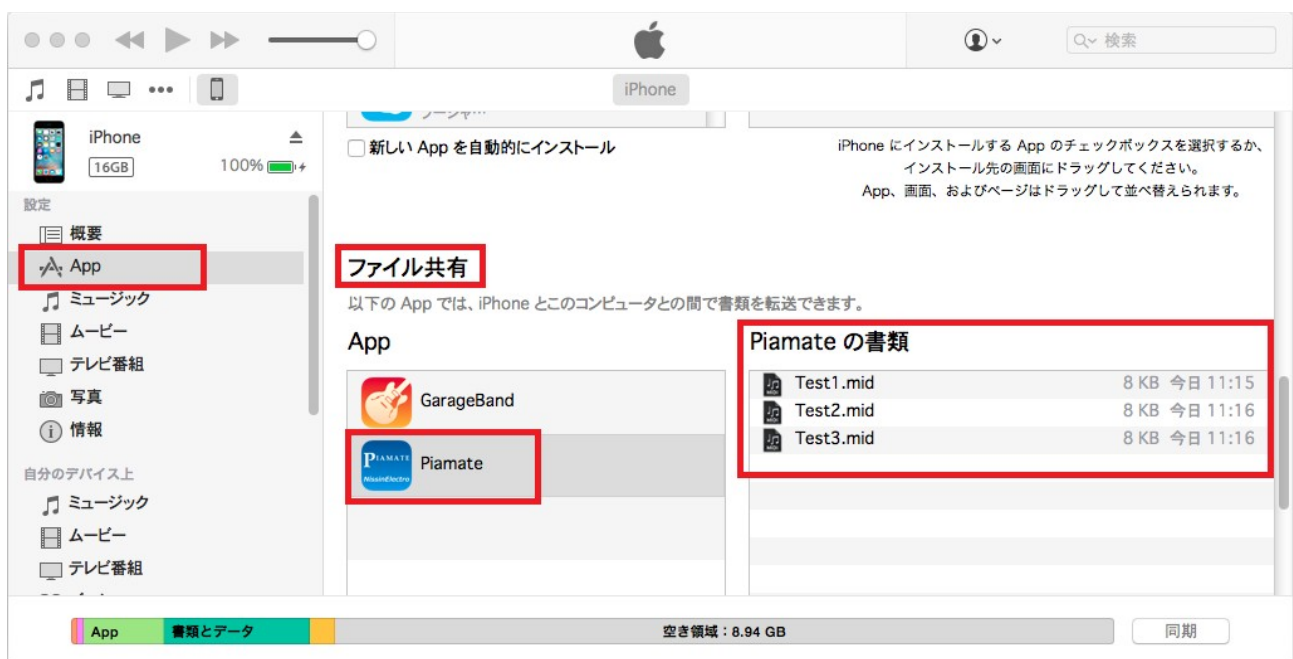 検索
iPhone
iPhone
16GB
100%
設定
概要
App
ミュージック
ムービー
テレビ番組
写真
情報
自分のデバイス上
ミュージック
ムービー
テレビ番組
新しい App を自動的にインストール
iPhone にインストールする App のチェックボックスを選択するか、
インストール先の画面にドラッグしてください。
App、画面、およびページはドラッグして並べ替えられます。
ファイル共有
以下の App では、iPhone とこのコンピュータとの間で書類を転送できます。
App
GarageBand
PIAMATE
NissinElectro
Piamate
Piamate の書類
Test1.mid 8 KB 今日 11:15
Test2.mid 8 KB 今日 11:16
Test3.mid 8 KB 今日 11:16
App 書類とデータ 空き領域：8.94 GB 同期